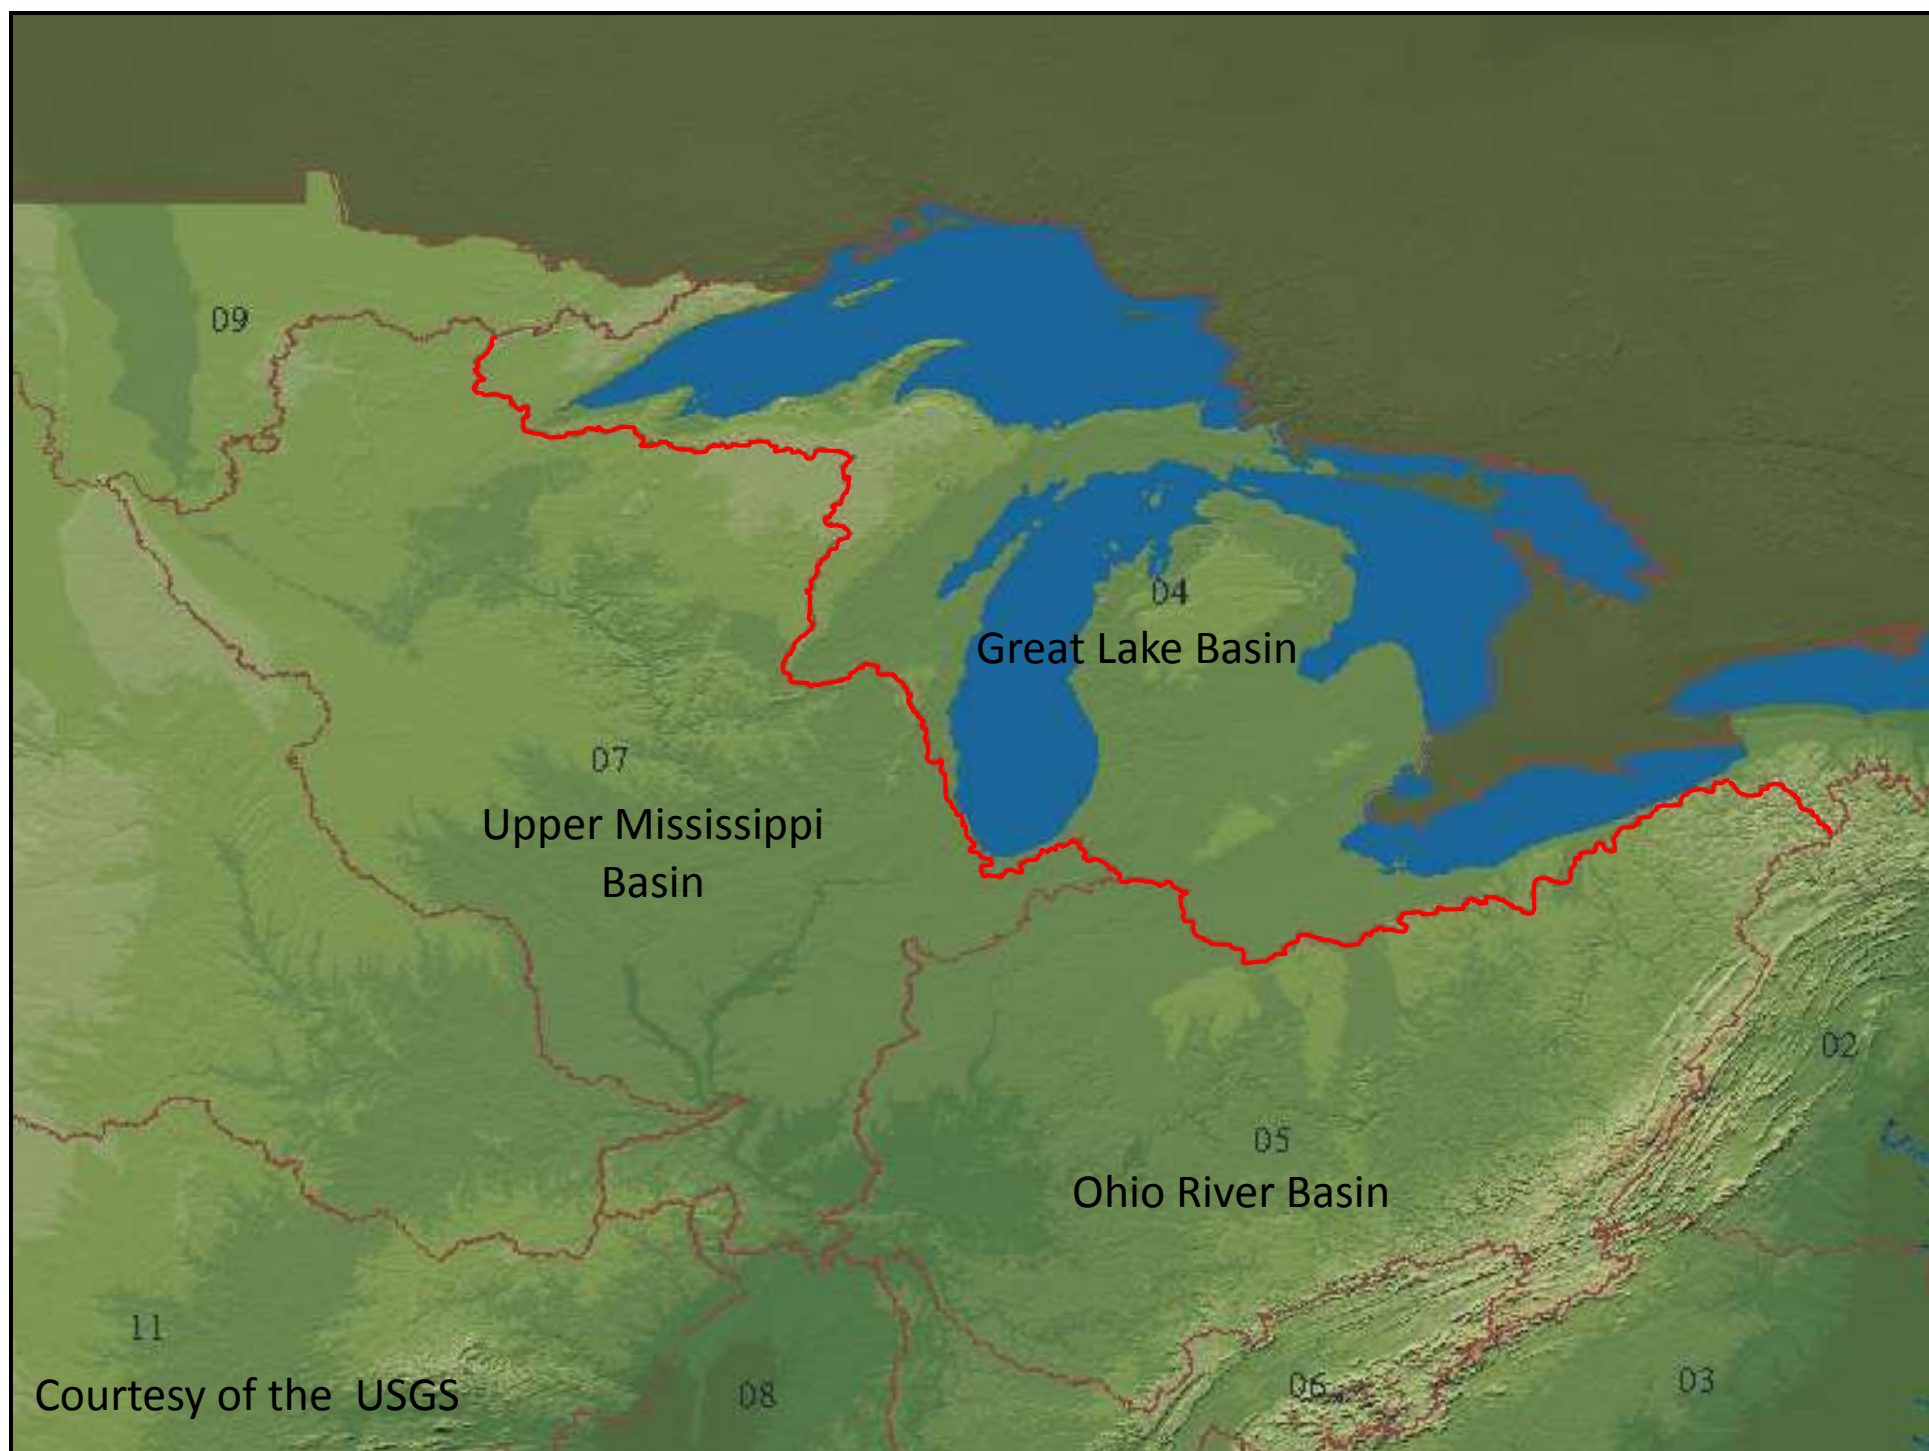 09
04
Great Lake Basin
07
Upper Mississippi
Basin
02
05
Ohio River Basin
11
Courtesy of the  USGS
08
06
03